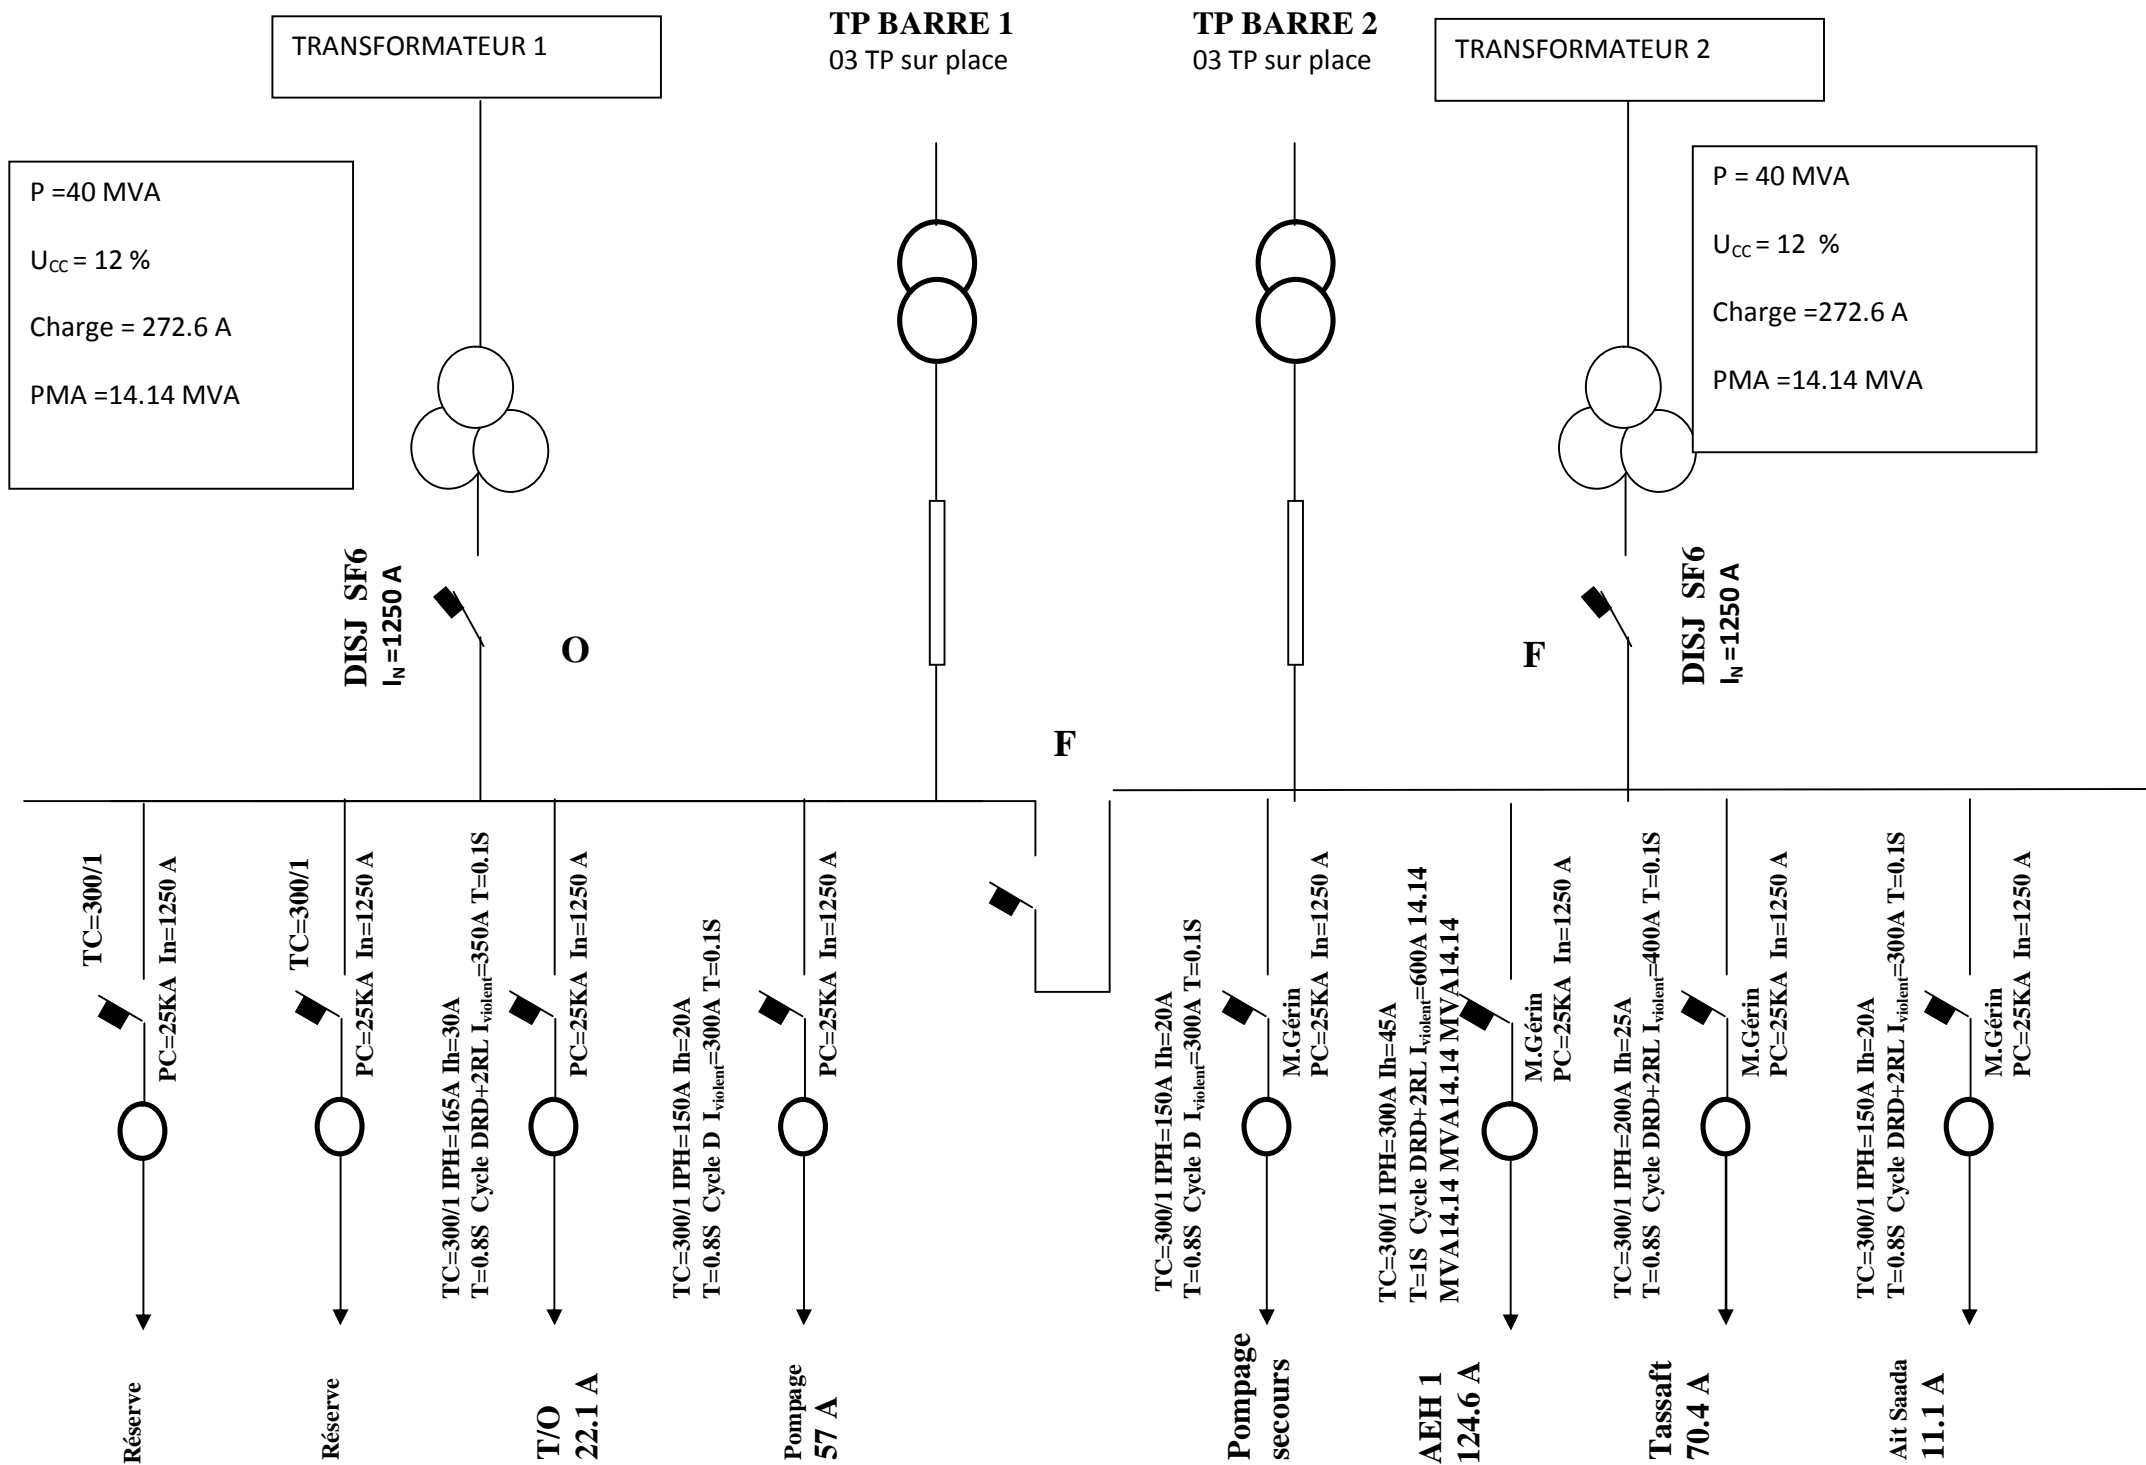 TRANSFORMATEUR 1
TP BARRE 1
03 TP sur place
TP BARRE 2
03 TP sur place
TRANSFORMATEUR 2
P =40 MVA
UCC = 12 %
Charge = 272.6 A
PMA =14.14 MVA
P = 40 MVA
UCC = 12 %
Charge =272.6 A
PMA =14.14 MVA
DISJ SF6
IN =1250 A
O
F
DISJ SF6
IN =1250 A
F
TC=300/1
PC=25KA In=1250 A
Réserve
TC=300/1
PC=25KA In=1250 A
Réserve
TC=300/1 IPH=165A Ih=30A
T=0.8S Cycle DRD+2RL Iviolent=350A T=0.1S
PC=25KA In=1250 A
T/O
22.1 A
TC=300/1 IPH=150A Ih=20A
T=0.8S Cycle D Iviolent=300A T=0.1S
PC=25KA In=1250 A
Pompage
57 A
TC=300/1 IPH=150A Ih=20A
T=0.8S Cycle D Iviolent=300A T=0.1S
M.Gérin
PC=25KA In=1250 A
Pompage
secours
TC=300/1 IPH=300A Ih=45A
T=1S Cycle DRD+2RL Iviolent=600A 14.14
MVA14.14 MVA14.14 MVA14.14
M.Gérin
PC=25KA In=1250 A
AEH 1
124.6 A
TC=300/1 IPH=200A Ih=25A
T=0.8S Cycle DRD+2RL Iviolent=400A T=0.1S
M.Gérin
PC=25KA In=1250 A
Tassaft
70.4 A
TC=300/1 IPH=150A Ih=20A
T=0.8S Cycle DRD+2RL Iviolent=300A T=0.1S
M.Gérin
PC=25KA In=1250 A
Ait Saada
11.1 A